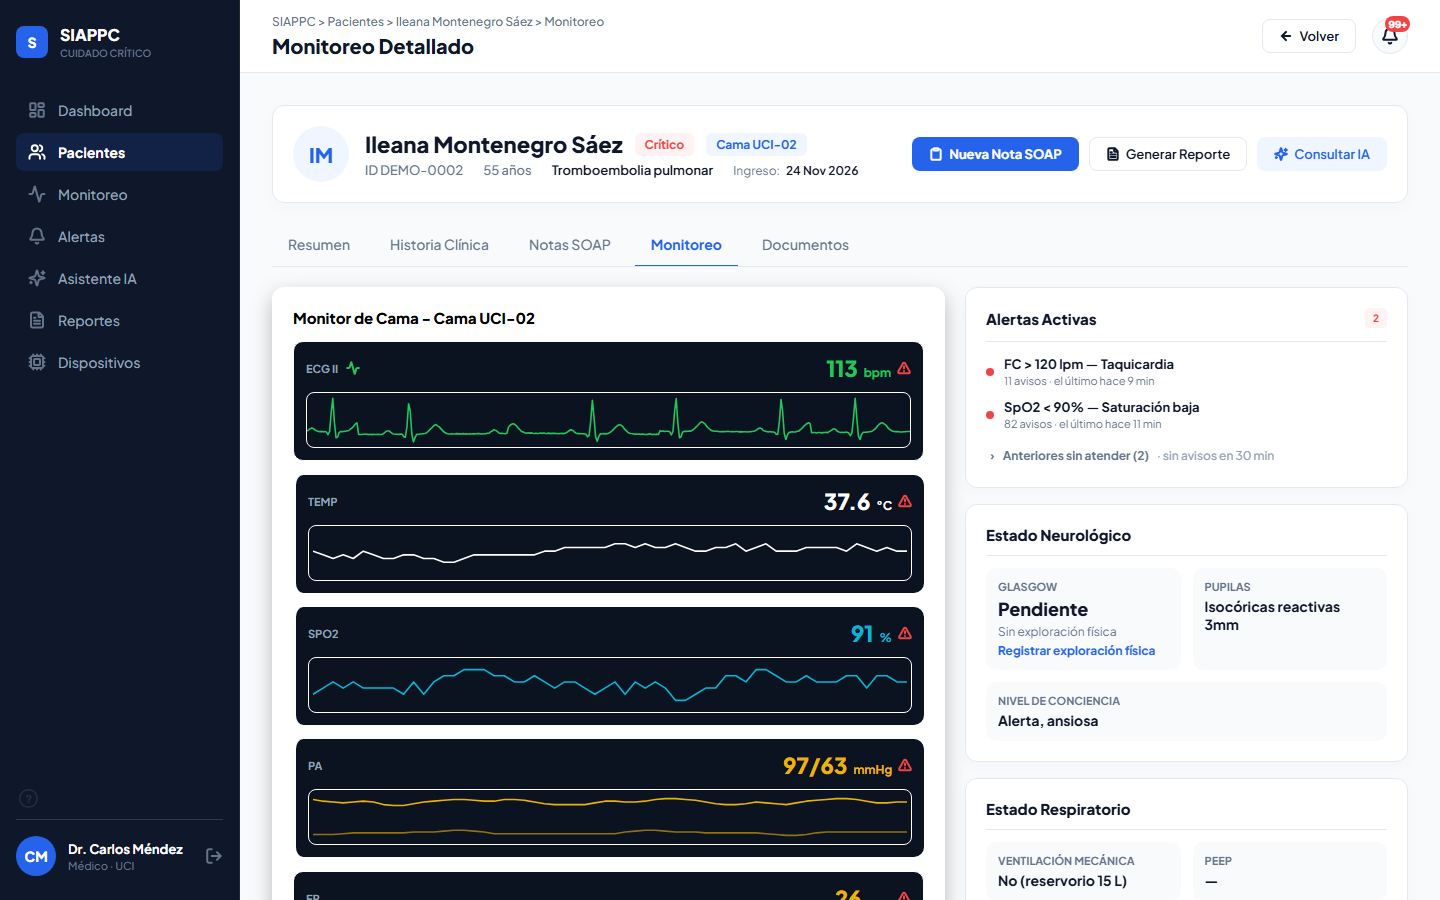 S
SIAPPC
CUIDADO CRÍTICO
Dashboard
Pacientes
Monitoreo
Alertas
Asistente IA
Reportes
Dispositivos
?
CM
Dr. Carlos Méndez
Médico · UCI
SIAPPC > Pacientes > Ileana Montenegro Sáez > Monitoreo
Monitoreo Detallado
Volver
99+
IM
Ileana Montenegro Sáez
Crítico
Cama UCI-02
ID DEMO-0002 55 años Tromboembolia pulmonar Ingreso: 24 Nov 2026
Nueva Nota SOAP
Generar Reporte
Consultar IA
Resumen
Historia Clínica
Notas SOAP
Monitoreo
Documentos
Monitor de Cama – Cama UCI-02
ECG II
113 bpm
TEMP
37.6 °C
SPO2
91 %
PA
97/63 mmHg
FR
26
Alertas Activas
2
FC > 120 lpm — Taquicardia
11 avisos · el último hace 9 min
SpO2 < 90% — Saturación baja
82 avisos · el último hace 11 min
› Anteriores sin atender (2) · sin avisos en 30 min
Estado Neurológico
GLASGOW
Pendiente
Sin exploración física
Registrar exploración física
PUPILAS
Isocóricas reactivas
3mm
NIVEL DE CONCIENCIA
Alerta, ansiosa
Estado Respiratorio
VENTILACIÓN MECÁNICA
No (reservorio 15 L)
PEEP
—